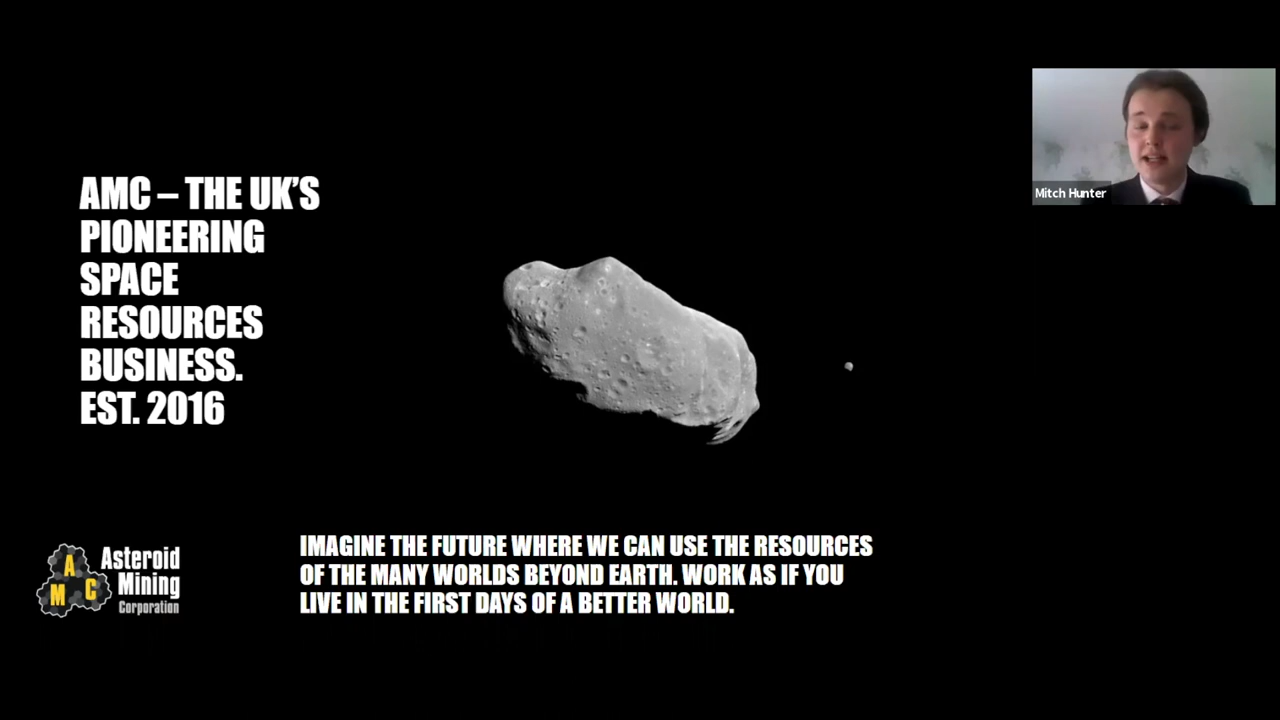 AMC – THE UK'S
PIONEERING
SPACE
RESOURCES
BUSINESS.
EST. 2016
Mitch Hunter
A
M C
Asteroid
Mining
Corporation
IMAGINE THE FUTURE WHERE WE CAN USE THE RESOURCES
OF THE MANY WORLDS BEYOND EARTH. WORK AS IF YOU
LIVE IN THE FIRST DAYS OF A BETTER WORLD.